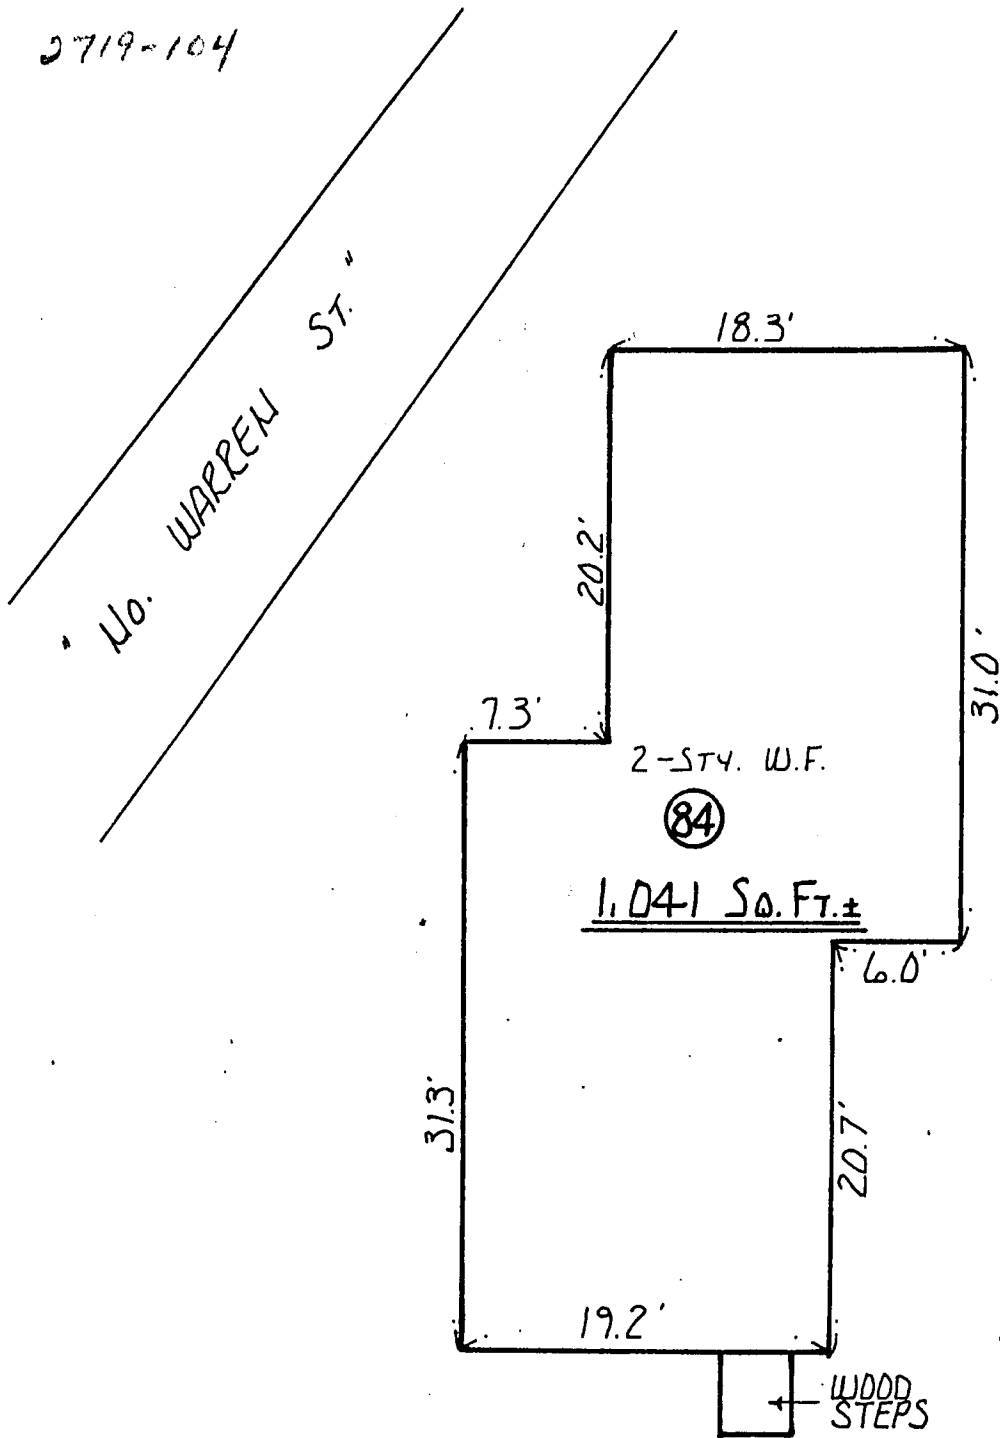 2719-104
"No. WARREN ST."
18.3'
20.2'
31.0'
7.3'
2-STY. W.F.
84
1,041 SQ. FT.±
6.0'
31.3'
20.7'
19.2'
WOOD
STEPS